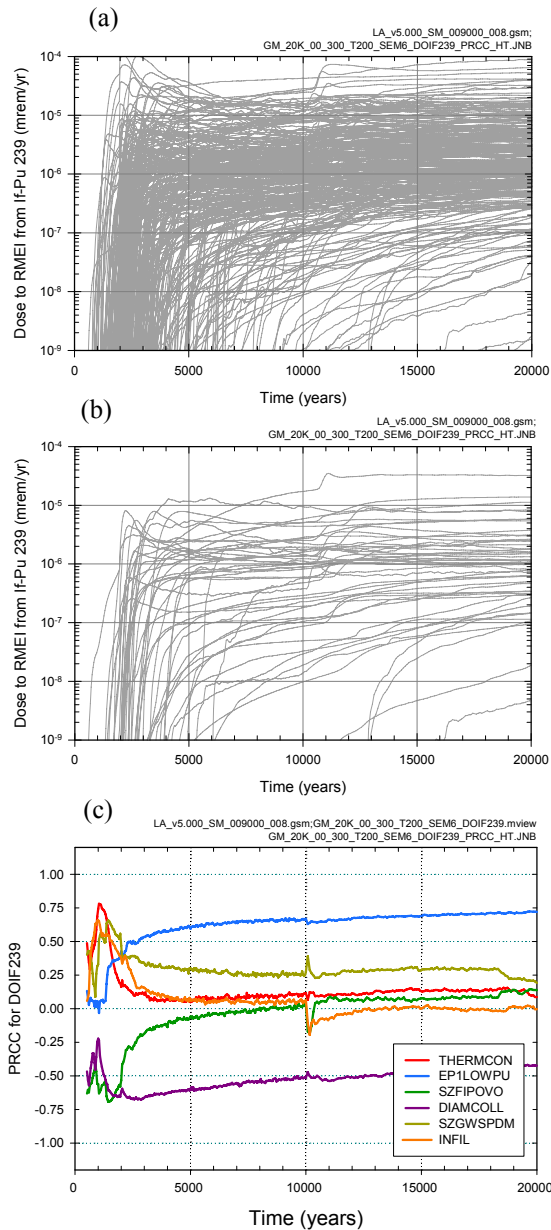 (a)
LA_v5.000_SM_009000_008.gsm;
GM_20K_00_300_T200_SEM6_DOIF239_PRCC_HT.JNB
Dose to RMEI from If-Pu 239 (mrem/yr)
10-4
10-5
10-6
10-7
10-8
10-9
0 5000 10000 15000 20000
Time (years)
(b)
LA_v5.000_SM_009000_008.gsm;
GM_20K_00_300_T200_SEM6_DOIF239_PRCC_HT.JNB
Dose to RMEI from If-Pu 239 (mrem/yr)
10-4
10-5
10-6
10-7
10-8
10-9
0 5000 10000 15000 20000
Time (years)
(c)
LA_v5.000_SM_009000_008.gsm;GM_20K_00_300_T200_SEM6_DOIF239.mview
GM_20K_00_300_T200_SEM6_DOIF239_PRCC_HT.JNB
PRCC for DOIF239
1.00
0.75
0.50
0.25
0.00
-0.25
-0.50
-0.75
-1.00
THERMCON
EP1LOWPU
SZFIPOVO
DIAMCOLL
SZGWSPDM
INFIL
0 5000 10000 15000 20000
Time (years)